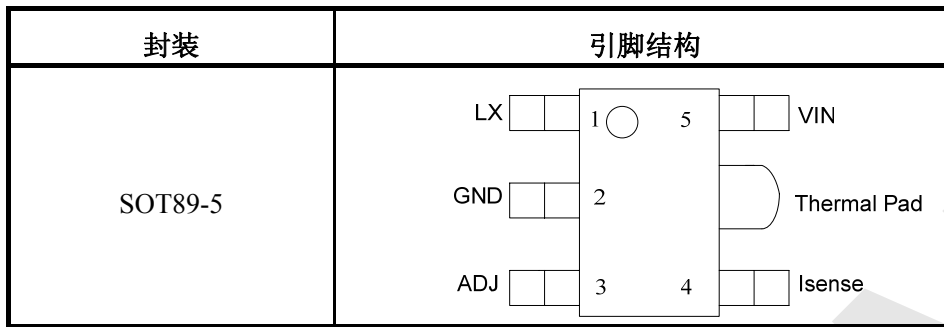 封装 引脚结构
LX 1 5 VIN
SOT89-5 GND 2 Thermal Pad
ADJ 3 4 Isense